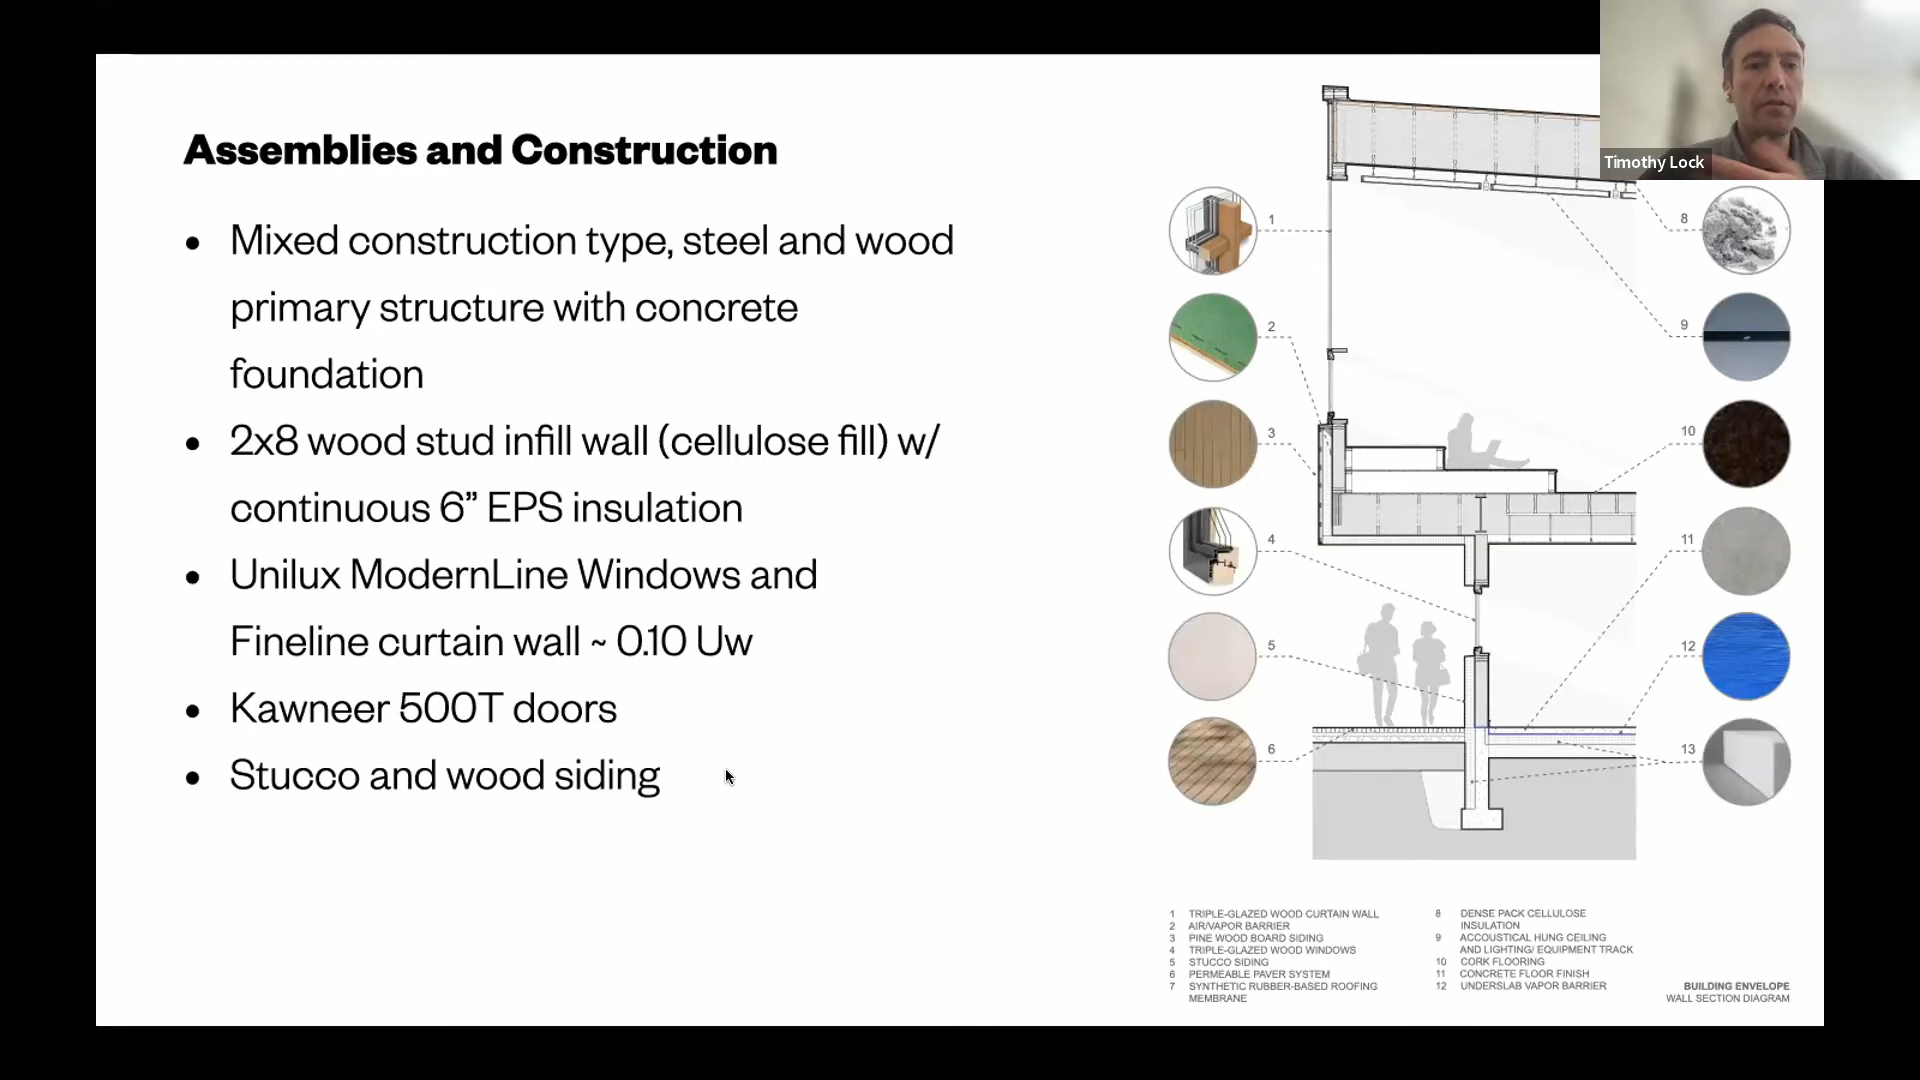 Timothy Lock
Assemblies and Construction
• Mixed construction type, steel and wood
primary structure with concrete
foundation
• 2x8 wood stud infill wall (cellulose fill) w/
continuous 6” EPS insulation
• Unilux ModernLine Windows and
Fineline curtain wall ~ 0.10 Uw
• Kawneer 500T doors
• Stucco and wood siding
1
2
3
4
5
6
8
9
10
11
12
13
1 TRIPLE-GLAZED WOOD CURTAIN WALL
2 AIR/VAPOR BARRIER
3 PINE WOOD BOARD SIDING
4 TRIPLE-GLAZED WOOD WINDOWS
5 STUCCO SIDING
6 PERMEABLE PAVER SYSTEM
7 SYNTHETIC RUBBER-BASED ROOFING
MEMBRANE
8 DENSE PACK CELLULOSE
INSULATION
9 ACCOUSTICAL HUNG CEILING
AND LIGHTING/ EQUIPMENT TRACK
10 CORK FLOORING
11 CONCRETE FLOOR FINISH
12 UNDERSLAB VAPOR BARRIER
BUILDING ENVELOPE
WALL SECTION DIAGRAM